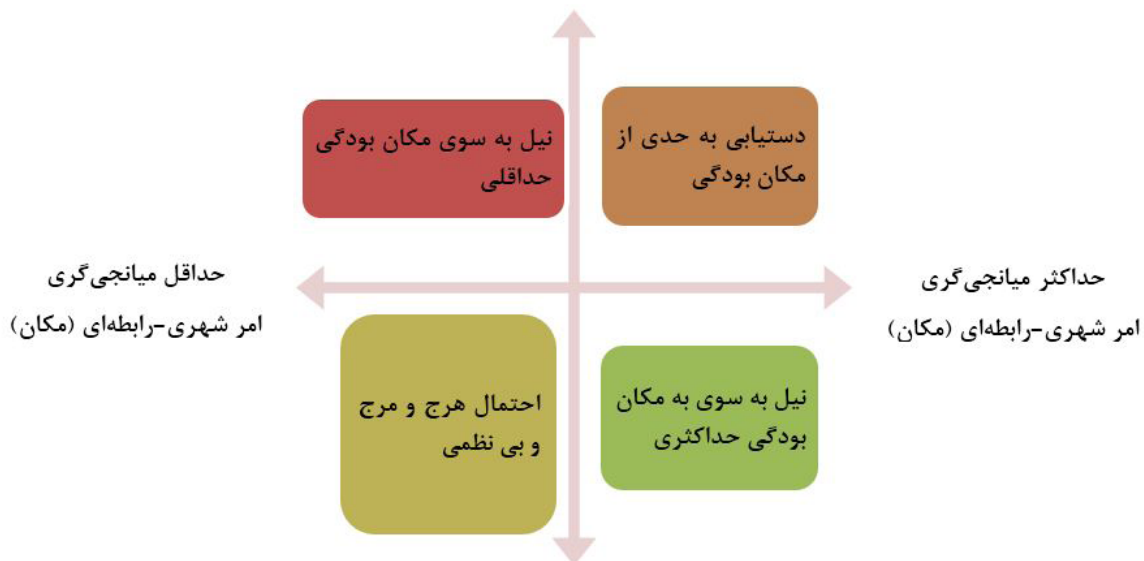 دستیابی به حدی از
مکان بودگی
نیل به سوی مکان بودگی
حداقلی
حداکثر میانجی‌گری
امر شهری-رابطه‌ای (مکان)
حداقل میانجی‌گری
امر شهری-رابطه‌ای (مکان)
نیل به سوی به مکان
بودگی حداکثری
احتمال هرج و مرج
و بی نظمی